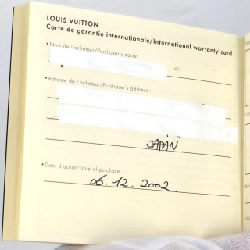 LOUIS VUITTON
Carte de garantie internationale/International warranty card
• Nom de l'acheteur/Purchaser's name:
• Adresse de l'acheteur/Purchaser's address :
JAPAN
• Date d'achat/Date of purchase :
06.12.2002